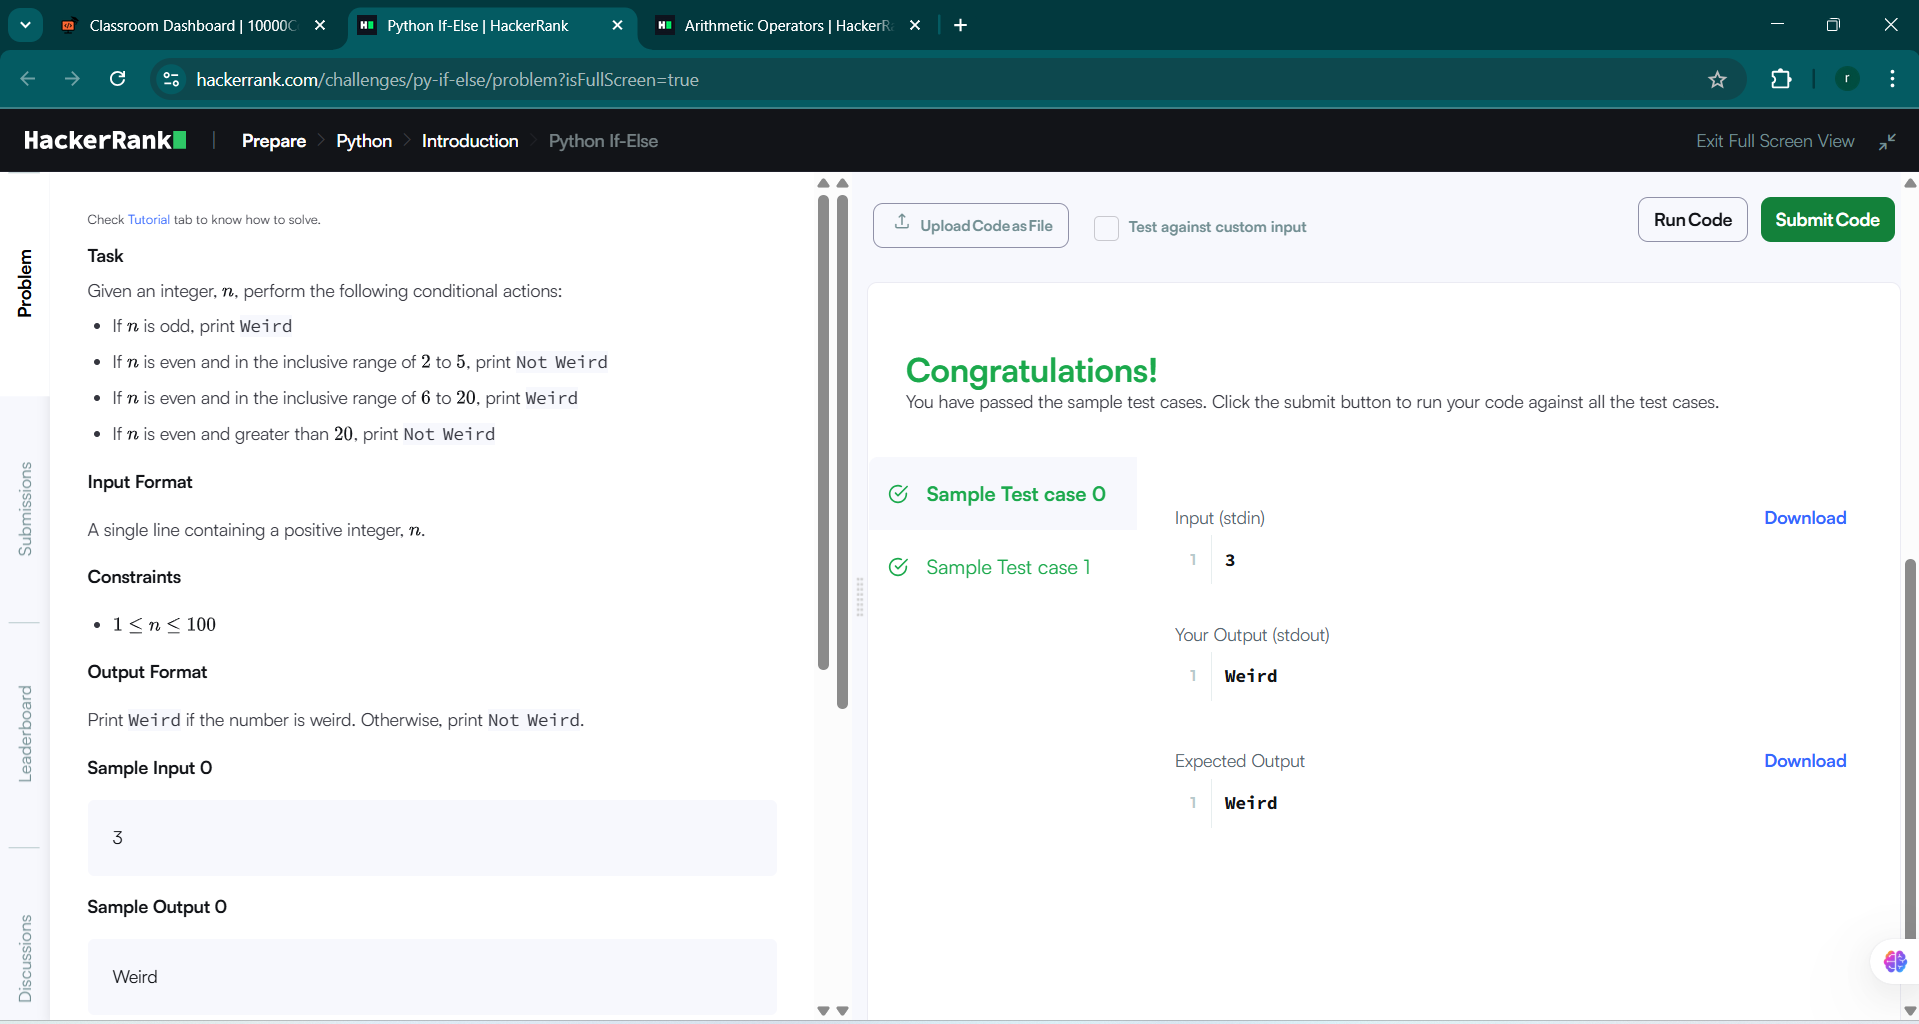 Classroom Dashboard | 10000C
Python If-Else | HackerRank
Arithmetic Operators | HackerR
hackerrank.com/challenges/py-if-else/problem?isFullScreen=true
r
HackerRank
Prepare
Python
Introduction
Python If-Else
Exit Full Screen View
Problem
Submissions
Leaderboard
Discussions
Check Tutorial tab to know how to solve.
Task
Given an integer, n, perform the following conditional actions:
• If n is odd, print Weird
• If n is even and in the inclusive range of 2 to 5, print Not Weird
• If n is even and in the inclusive range of 6 to 20, print Weird
• If n is even and greater than 20, print Not Weird
Input Format
A single line containing a positive integer, n.
Constraints
• 1 ≤ n ≤ 100
Output Format
Print Weird if the number is weird. Otherwise, print Not Weird.
Sample Input 0
3
Sample Output 0
Weird
Upload Code as File
Test against custom input
Run Code
Submit Code
Congratulations!
You have passed the sample test cases. Click the submit button to run your code against all the test cases.
Sample Test case 0
Sample Test case 1
Input (stdin)
Download
1 3
Your Output (stdout)
1 Weird
Expected Output
Download
1 Weird